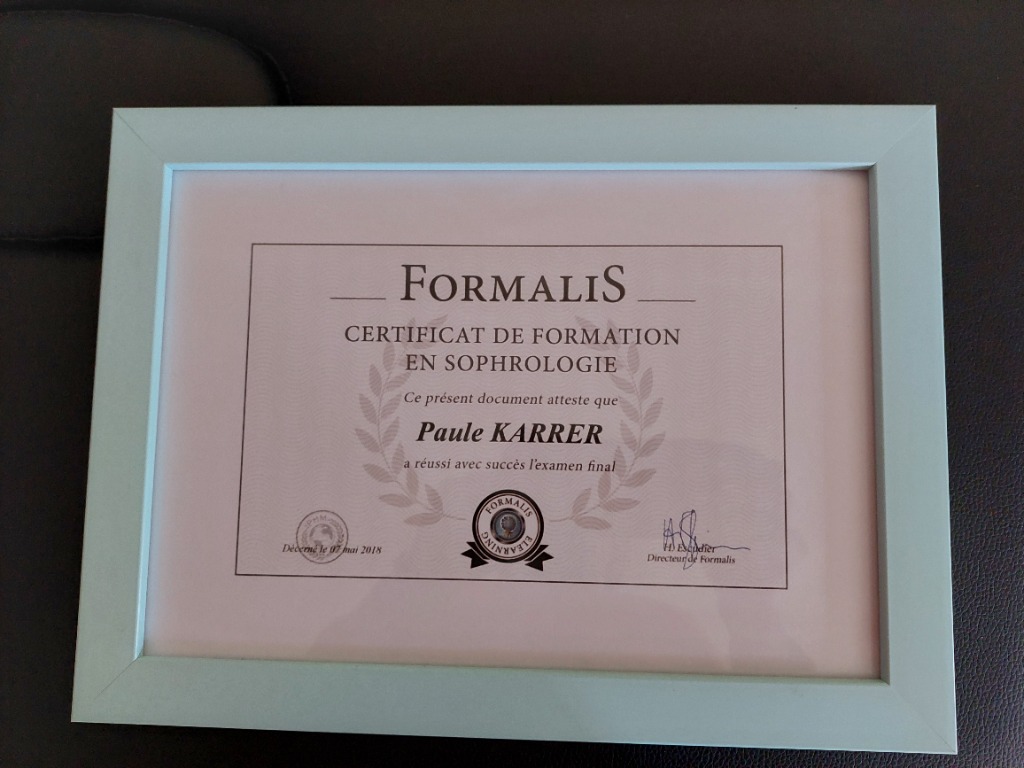 FORMALIS
CERTIFICAT DE FORMATION
EN SOPHROLOGIE
Ce présent document atteste que
Paule KARRER
a réussi avec succès l'examen final
FORMALIS
ELEARNING
Décerné le 07 mai 2018
H. Escudier
Directeur de Formalis